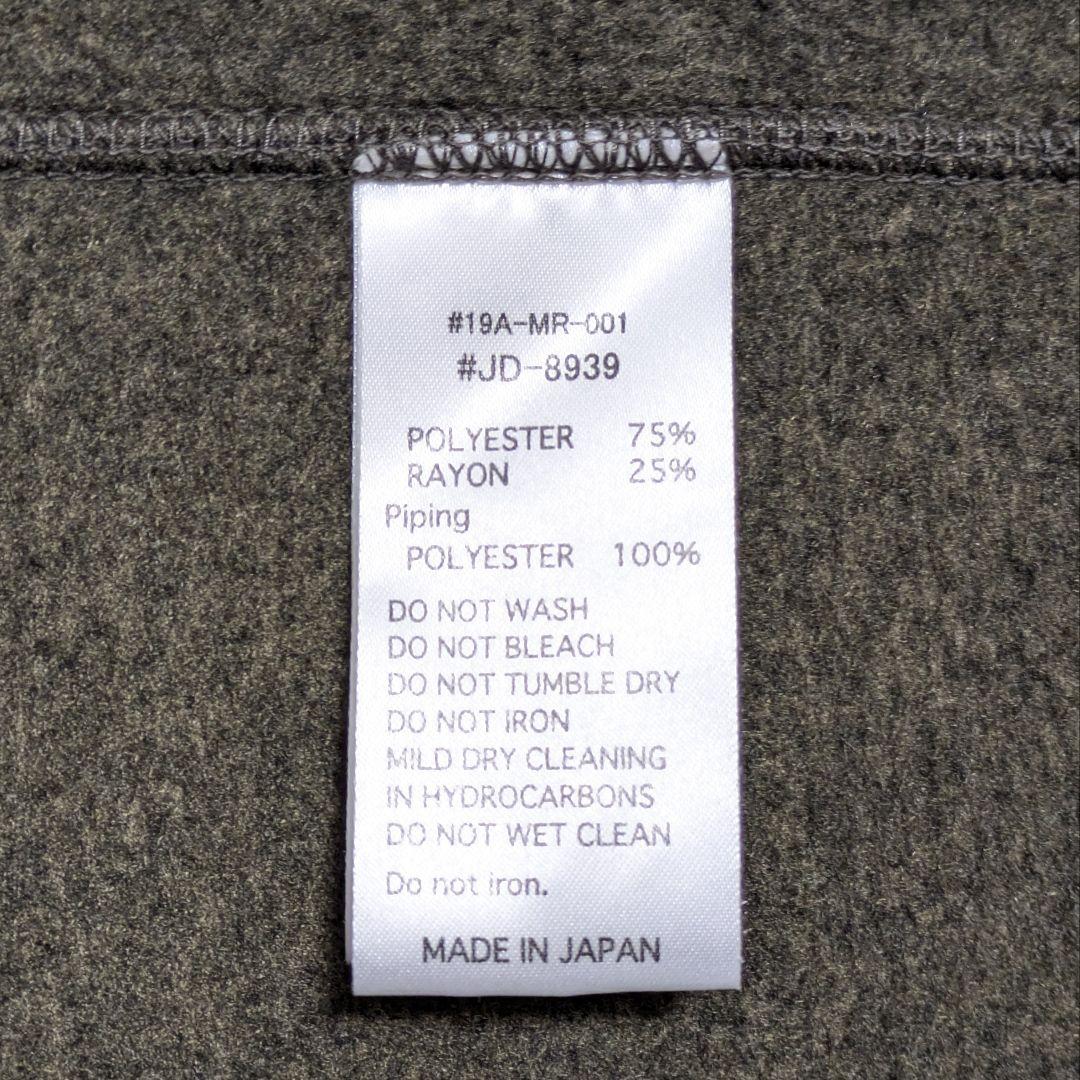 #19A-MR-001
#JD-8939
POLYESTER 75%
RAYON 25%
Piping
POLYESTER 100%
DO NOT WASH
DO NOT BLEACH
DO NOT TUMBLE DRY
DO NOT IRON
MILD DRY CLEANING
IN HYDROCARBONS
DO NOT WET CLEAN
Do not iron.
MADE IN JAPAN